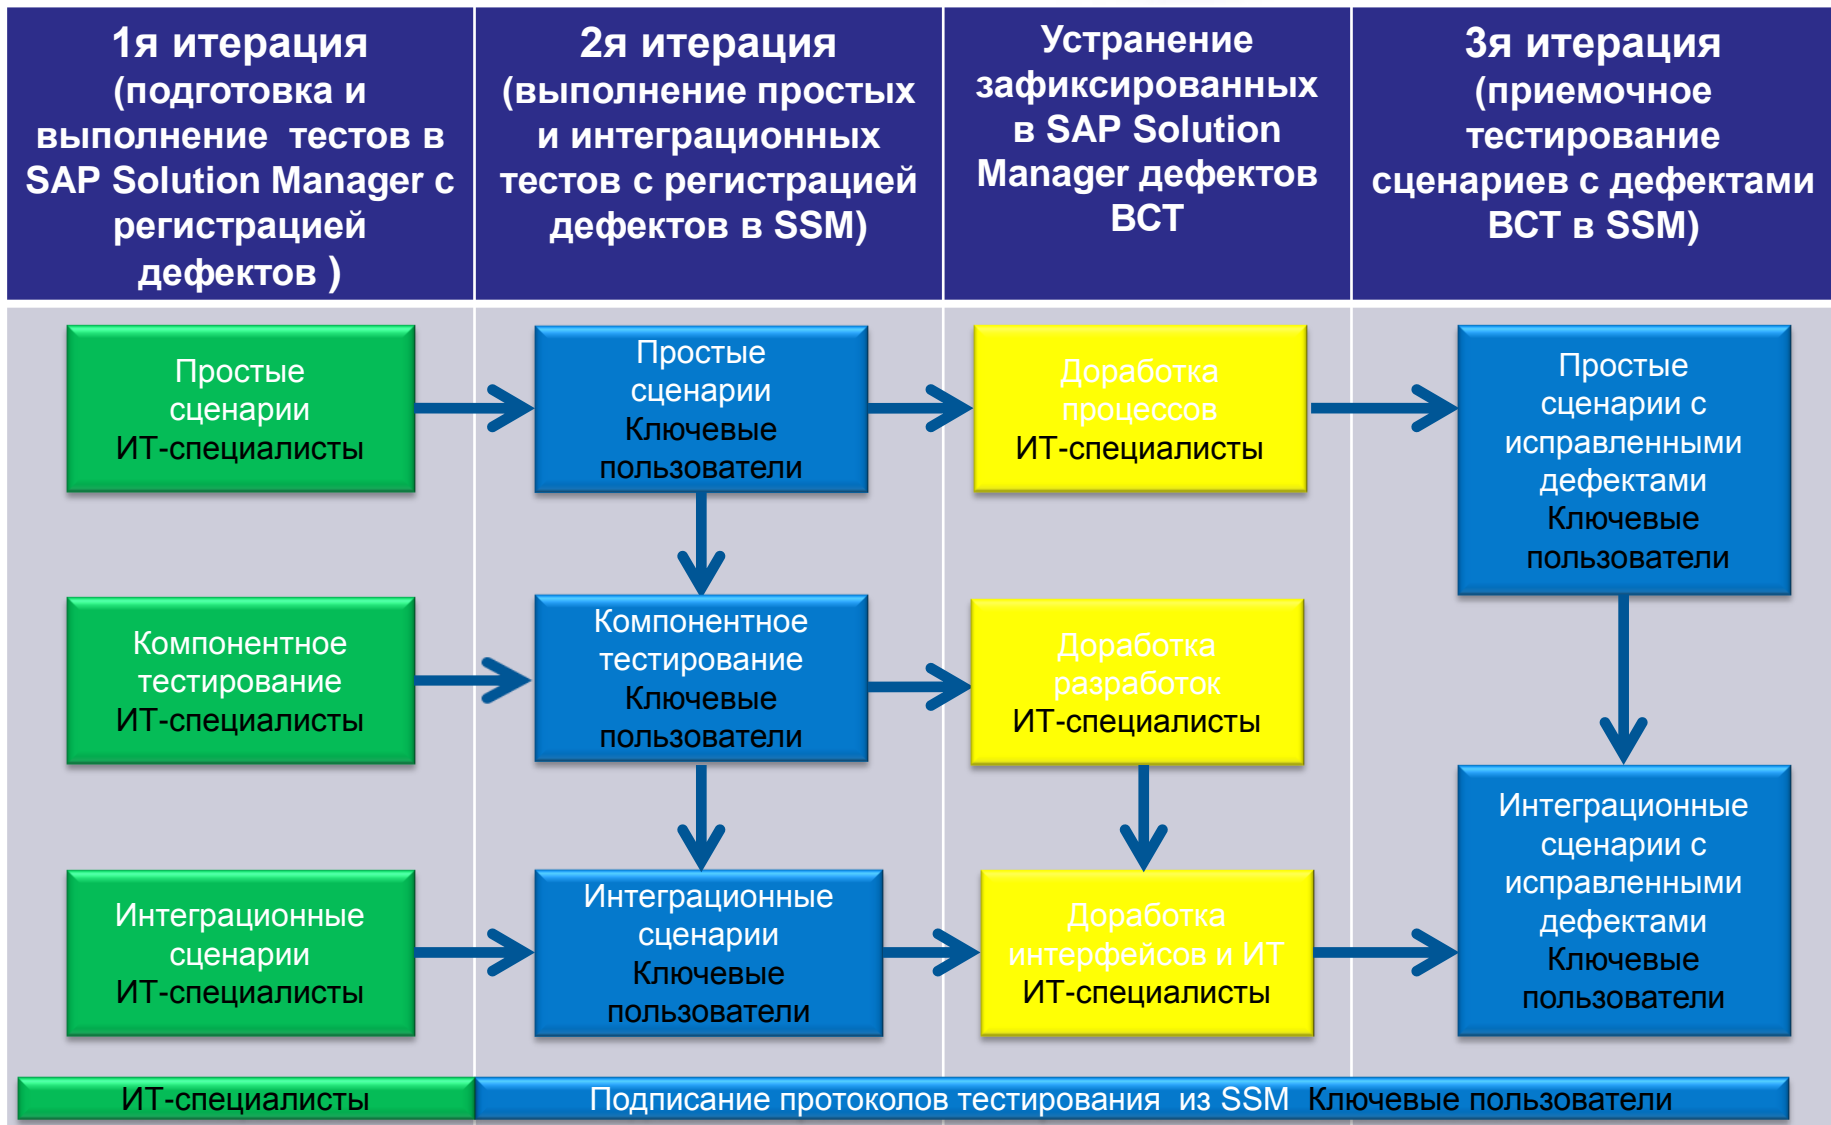 1я итерация
(подготовка и
выполнение тестов в
SAP Solution Manager с
регистрацией
дефектов )
2я итерация
(выполнение простых
и интеграционных
тестов с регистрацией
дефектов в SSM)
Устранение
зафиксированных
в SAP Solution
Manager дефектов
ВСТ
3я итерация
(приемочное
тестирование
сценариев с дефектами
ВСТ в SSM)
Простые
сценарии
ИТ-специалисты
Простые
сценарии
Ключевые
пользователи
Доработка
процессов
ИТ-специалисты
Простые
сценарии с
исправленными
дефектами
Ключевые
пользователи
Компонентное
тестирование
ИТ-специалисты
Компонентное
тестирование
Ключевые
пользователи
Доработка
разработок
ИТ-специалисты
Интеграционные
сценарии
ИТ-специалисты
Интеграционные
сценарии
Ключевые
пользователи
Доработка
интерфейсов и ИТ
ИТ-специалисты
Интеграционные
сценарии с
исправленными
дефектами
Ключевые
пользователи
ИТ-специалисты
Подписание протоколов тестирования из SSM Ключевые пользователи